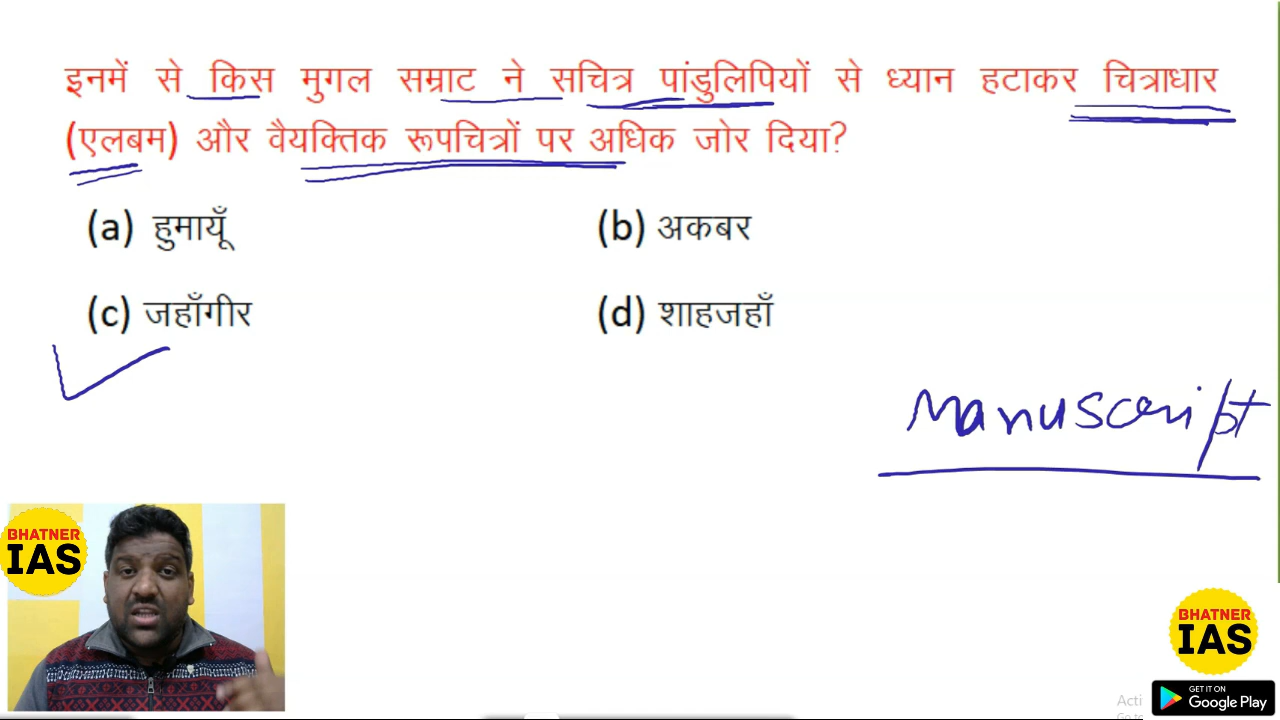 इनमें से किस मुगल सम्राट ने सचित्र पांडुलिपियों से ध्यान हटाकर चित्राधार
(एलबम) और वैयक्तिक रूपचित्रों पर अधिक जोर दिया?
(a) हुमायूँ (b) अकबर
(c) जहाँगीर (d) शाहजहाँ
Manuscript
BHATNER
IAS
BHATNER
IAS
Acti
GET IT ON
Google Play